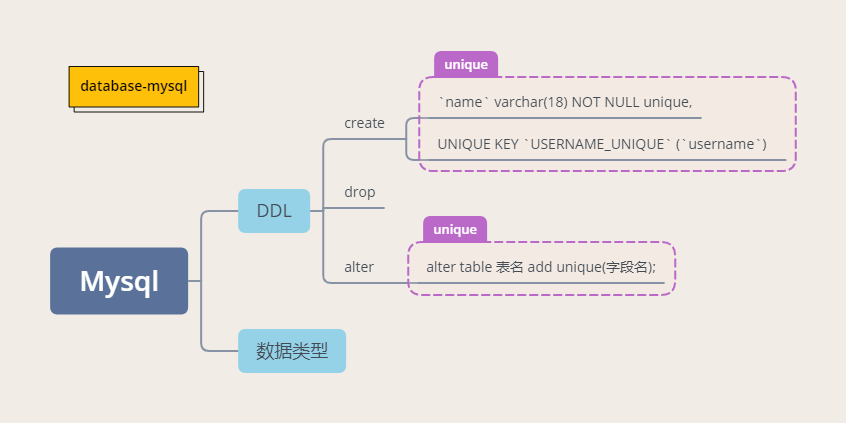 database-mysql
unique
`name` varchar(18) NOT NULL unique,
create
UNIQUE KEY `USERNAME_UNIQUE` (`username`)
drop
DDL
unique
alter
alter table 表名 add unique(字段名);
Mysql
数据类型